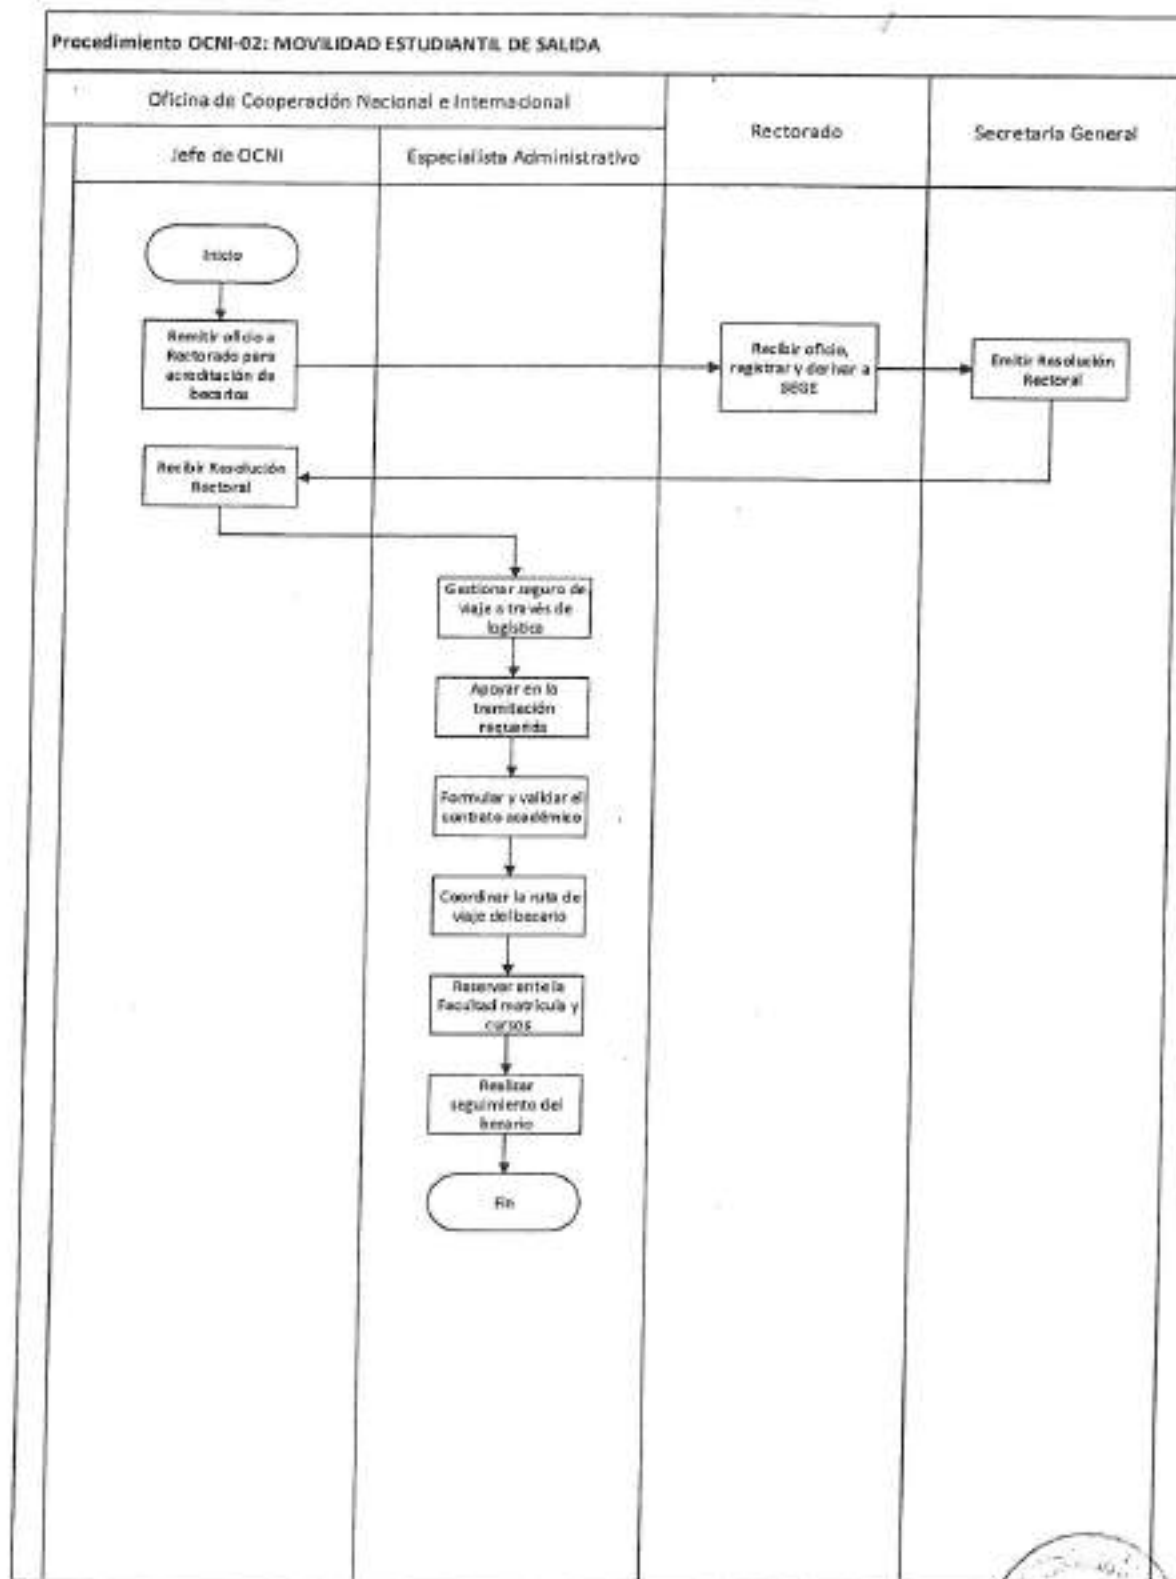 Procedimiento OCNI-02: MOVILIDAD ESTUDIANTIL DE SALIDA
Oficina de Cooperación Nacional e Internacional
Rectorado
Secretaría General
Jefe de OCNI
Especialista Administrativo
Inicio
Remitir oficio a
Rectorado para
acreditación de
becarios
Recibir oficio,
registrar y derivar a
SEGE
Emitir Resolución
Rectoral
Recibir Resolución
Rectoral
Gestionar seguro de
viaje a través de
logística
Apoyar en la
tramitación
requerida
Formular y validar el
contrato académico
Coordinar la ruta de
viaje del becario
Reservar ante la
Facultad matrícula y
cursos
Realizar
seguimiento del
becario
Fin